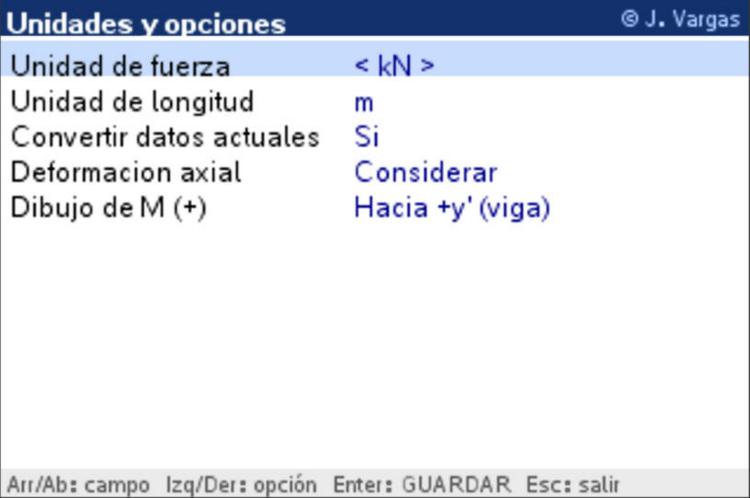 Unidades y opciones © J. Vargas
Unidad de fuerza < kN >
Unidad de longitud m
Convertir datos actuales Si
Deformacion axial Considerar
Dibujo de M (+) Hacia +y' (viga)
Arr/Ab: campo Izq/Der: opción Enter: GUARDAR Esc: salir